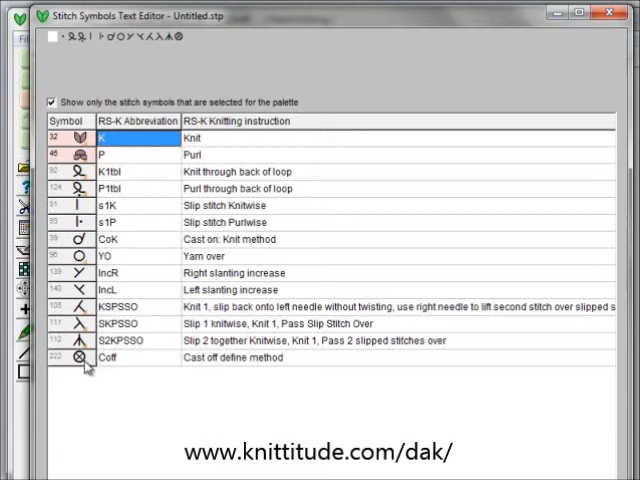 Stitch Symbols Text Editor - Untitled.stp
Show only the stitch symbols that are selected for the palette
Symbol RS-K Abbreviation RS-K Knitting instruction
32 K Knit
P Purl
92 K1tbl Knit through back of loop
124 P1tbl Purl through back of loop
s1K Slip stitch Knitwise
s1P Slip stitch Purlwise
39 CoK Cast on: Knit method
YO Yarn over
139 IncR Right slanting increase
140 IncL Left slanting increase
105 KSPSSO Knit 1, slip back onto left needle without twisting, use right needle to lift second stitch over slipped s
111 SKPSSO Slip 1 knitwise, Knit 1, Pass Slip Stitch Over
112 S2KPSSO Slip 2 together Knitwise, Knit 1, Pass 2 slipped stitches over
222 Coff Cast off define method
www.knittitude.com/dak/